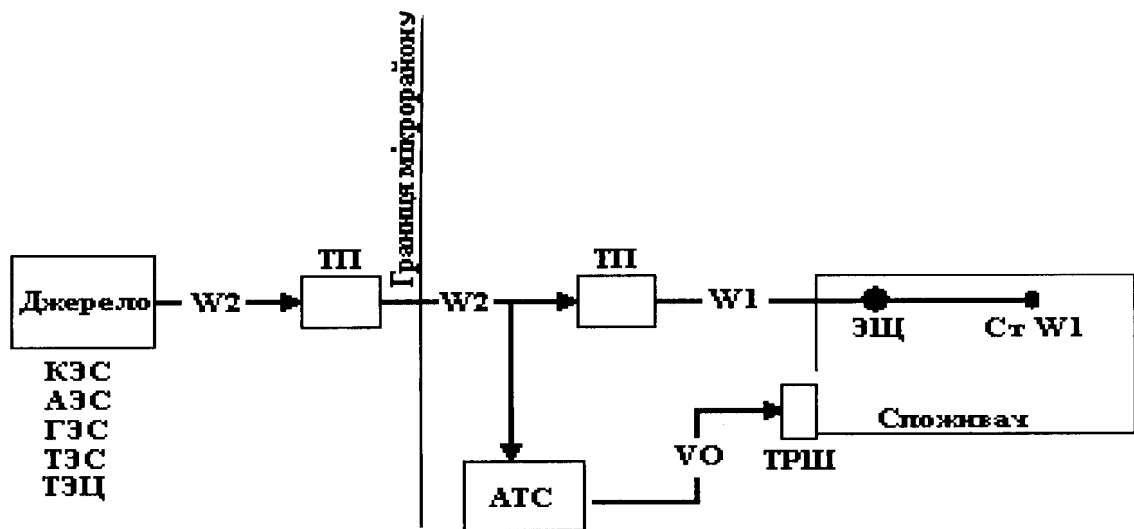 Границя мікрорайону
ТП
ТП
Джерело
W2
W2
W1
ЗЩ
Ст W1
КЭС
АЭС
ГЭС
ТЭС
ТЭЦ
Споживач
VO
ТРШ
АТС